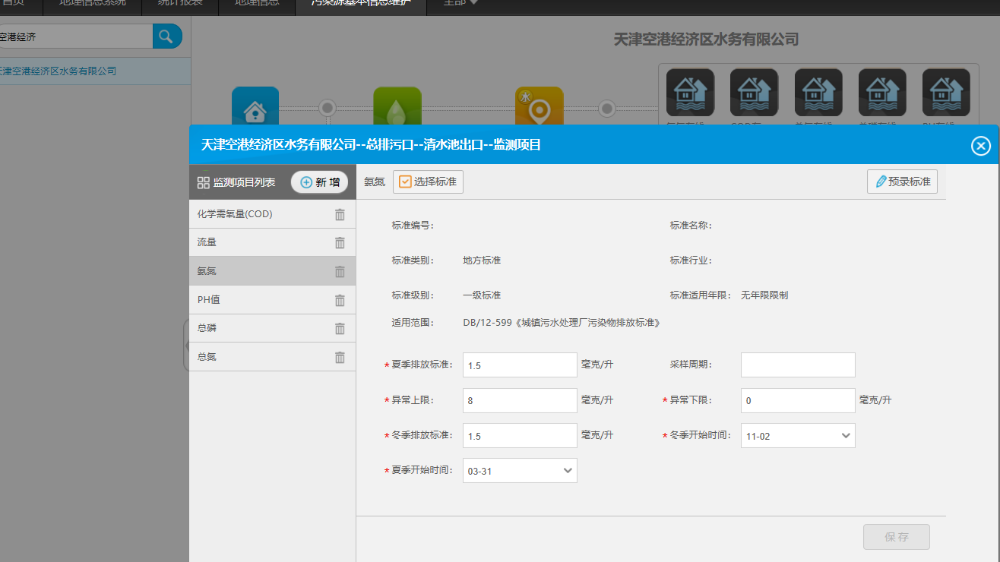 首页 地理信息系统 统计报表 地理信息 污染源基本信息维护 全部
空港经济
天津空港经济区水务有限公司
天津空港经济区水务有限公司
天津空港经济区水务有限公司--总排污口--清水池出口--监测项目
监测项目列表 新 增 氨氮 选择标准 预录标准
化学需氧量(COD)
流量
氨氮
PH值
总磷
总氮
标准编号： 标准名称：
标准类别： 地方标准 标准行业：
标准级别： 一级标准 标准适用年限： 无年限限制
适用范围： DB/12-599《城镇污水处理厂污染物排放标准》
*夏季排放标准： 1.5 毫克/升 采样周期：
*异常上限： 8 毫克/升 *异常下限： 0 毫克/升
*冬季排放标准： 1.5 毫克/升 *冬季开始时间： 11-02
*夏季开始时间： 03-31
保 存